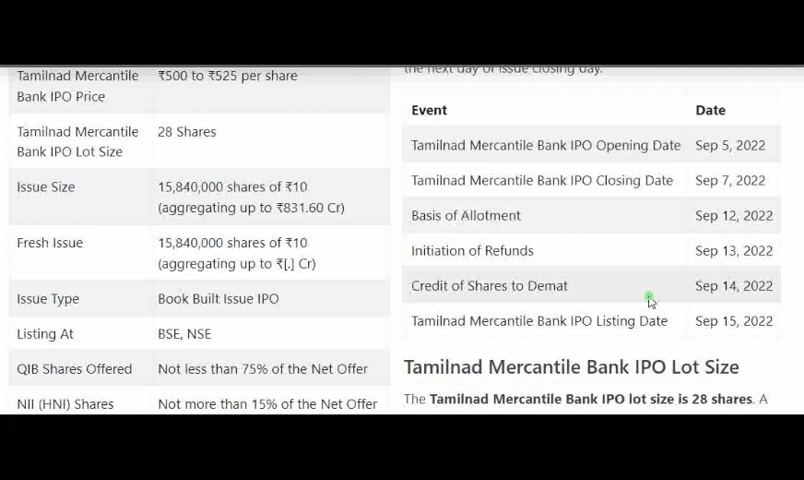 Tamilnad Mercantile ₹500 to ₹525 per share
Bank IPO Price
Tamilnad Mercantile 28 Shares
Bank IPO Lot Size
Issue Size 15,840,000 shares of ₹10
(aggregating up to ₹831.60 Cr)
Fresh Issue 15,840,000 shares of ₹10
(aggregating up to ₹[.] Cr)
Issue Type Book Built Issue IPO
Listing At BSE, NSE
QIB Shares Offered Not less than 75% of the Net Offer
NII (HNI) Shares Not more than 15% of the Net Offer
the next day of issue closing day.
Event Date
Tamilnad Mercantile Bank IPO Opening Date Sep 5, 2022
Tamilnad Mercantile Bank IPO Closing Date Sep 7, 2022
Basis of Allotment Sep 12, 2022
Initiation of Refunds Sep 13, 2022
Credit of Shares to Demat Sep 14, 2022
Tamilnad Mercantile Bank IPO Listing Date Sep 15, 2022
Tamilnad Mercantile Bank IPO Lot Size
The Tamilnad Mercantile Bank IPO lot size is 28 shares. A